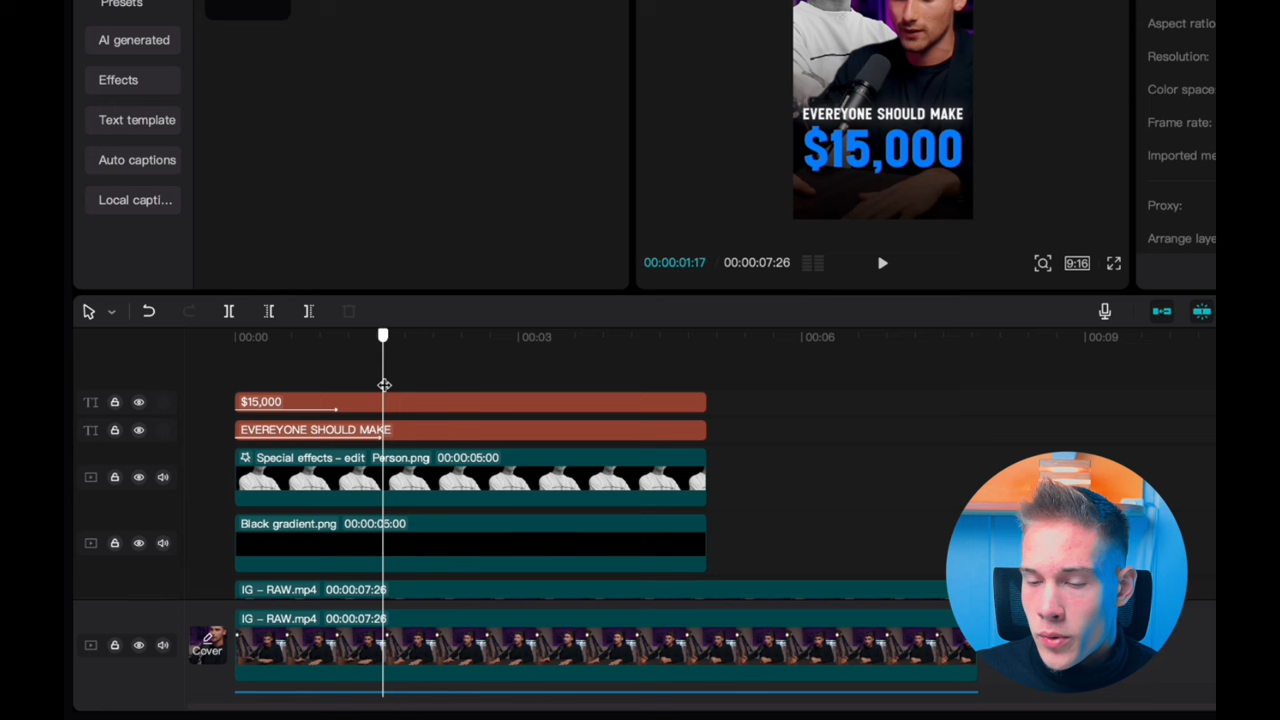 Presets
AI generated
Effects
Text template
Auto captions
Local capti...
EVEREYONE SHOULD MAKE
$15,000
00:00:01:17
00:00:07:26
9:16
Aspect ratio
Resolution:
Color space
Frame rate:
Imported me
Proxy:
Arrange laye
00:00
00:03
00:06
00:09
TI
$15,000
TI
EVEREYONE SHOULD MAKE
Special effects – edit Person.png 00:00:05:00
Black gradient.png 00:00:05:00
IG – RAW.mp4 00:00:07:26
IG – RAW.mp4 00:00:07:26
Cover